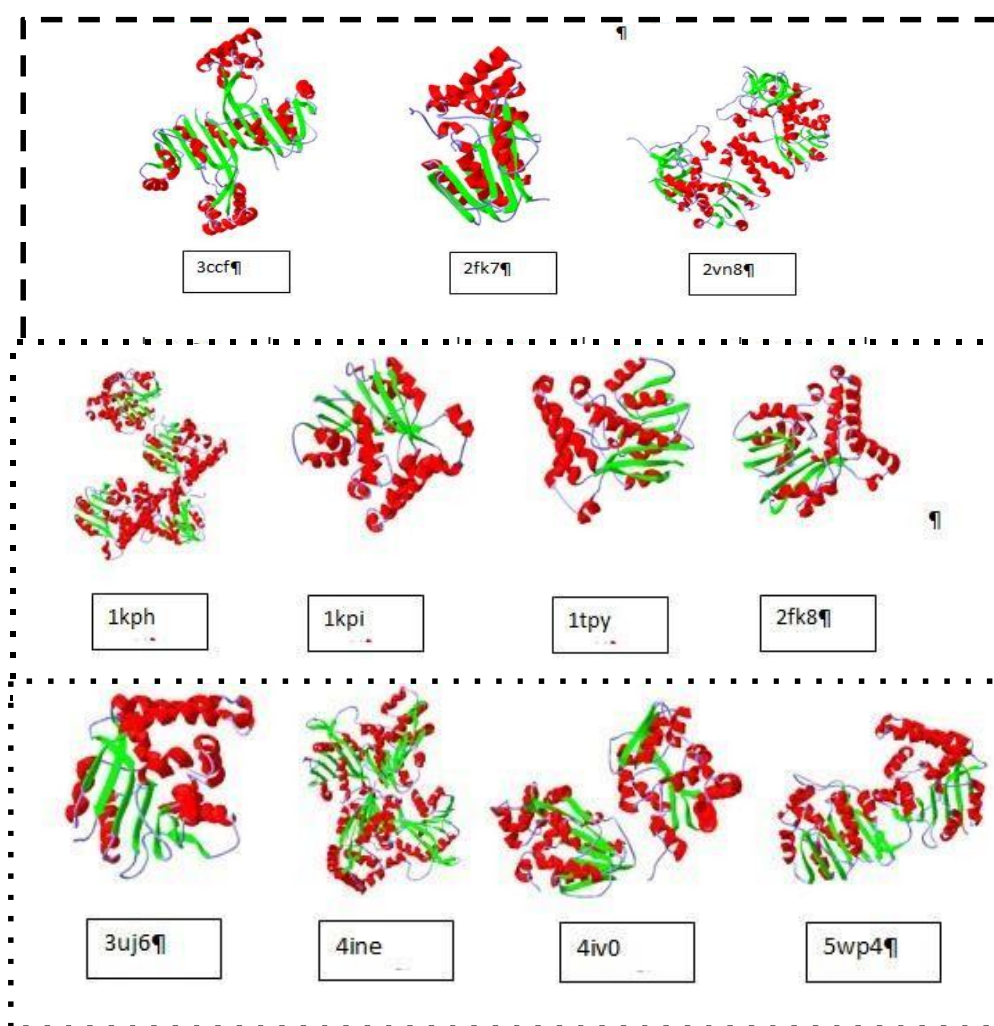 ¶
3ccf¶
2fk7¶
2vn8¶
¶
1kph
1kpi
1tpy
2fk8¶
3uj6¶
4ine
4iv0
5wp4¶